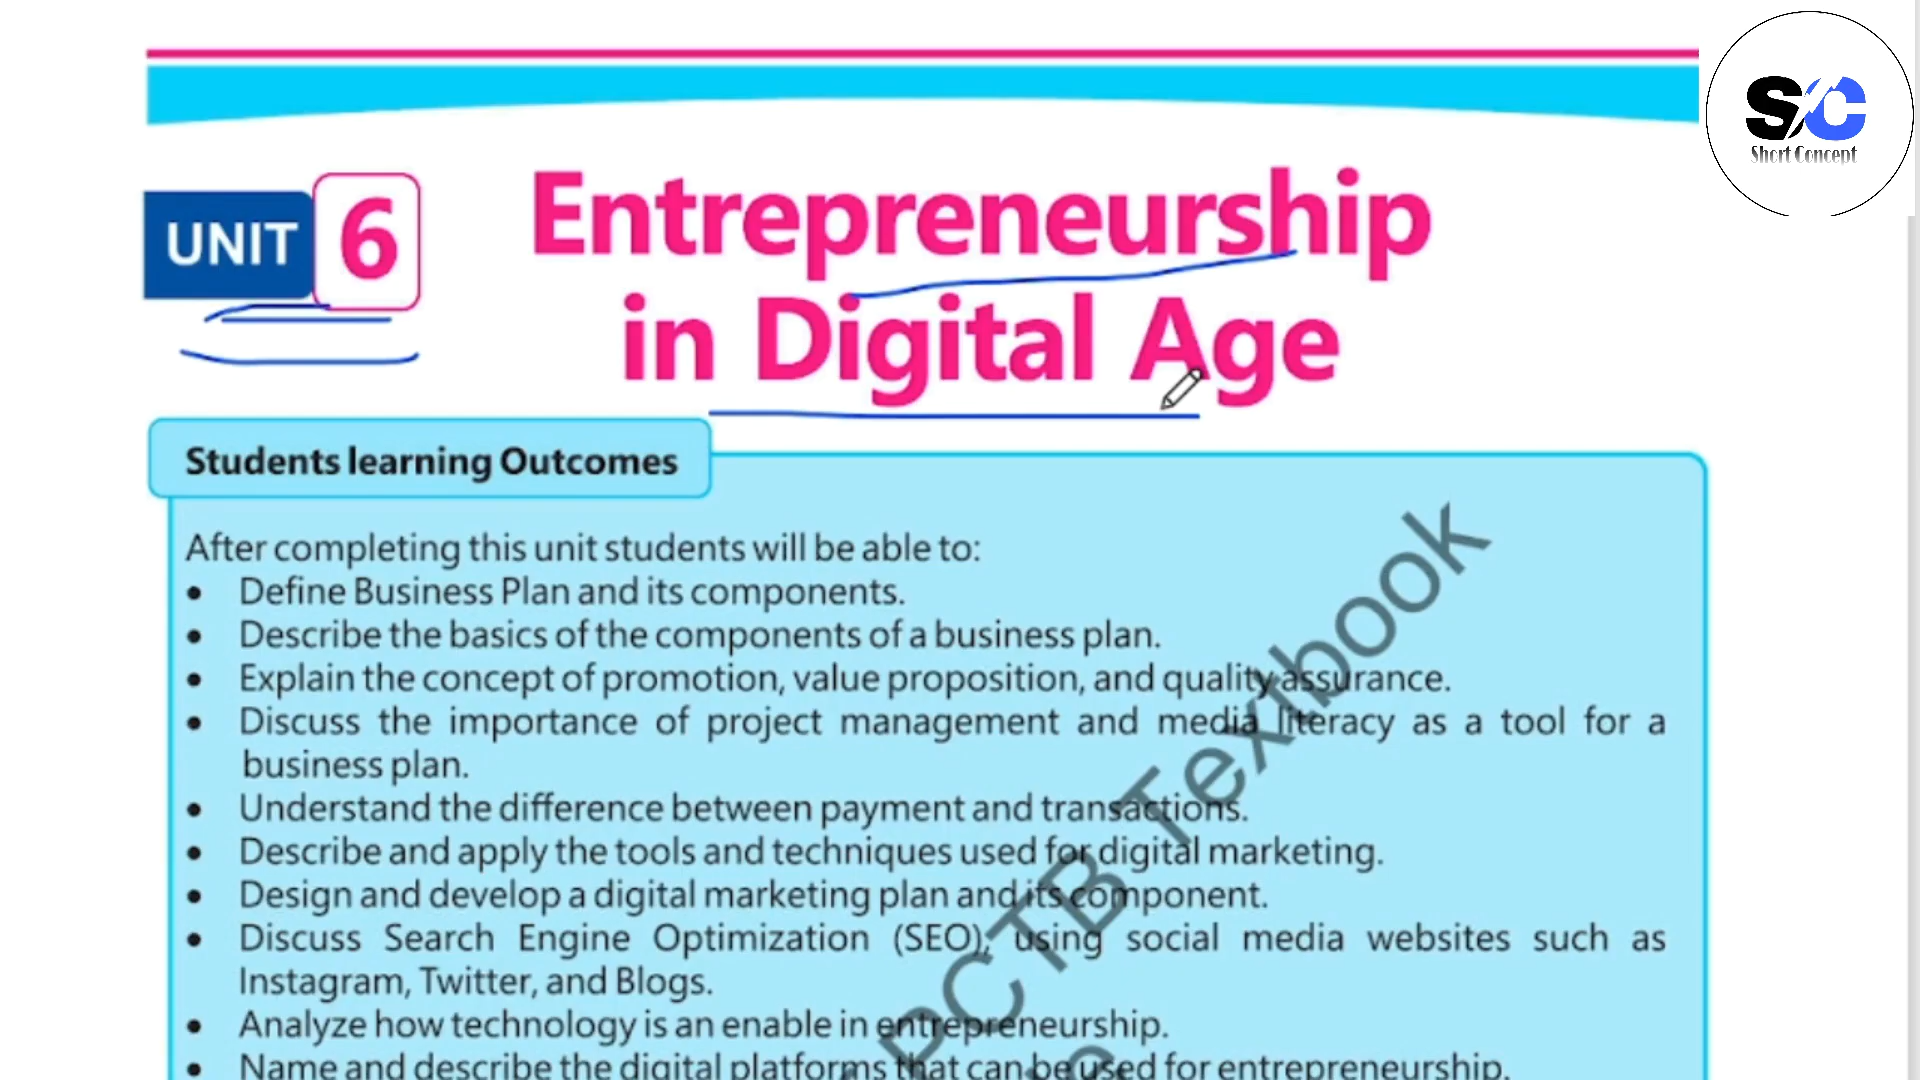 SC
Short Concept
UNIT 6
Entrepreneurship
in Digital Age
Students learning Outcomes
After completing this unit students will be able to:
• Define Business Plan and its components.
• Describe the basics of the components of a business plan.
• Explain the concept of promotion, value proposition, and quality assurance.
• Discuss the importance of project management and media literacy as a tool for a
business plan.
• Understand the difference between payment and transactions.
• Describe and apply the tools and techniques used for digital marketing.
• Design and develop a digital marketing plan and its component.
• Discuss Search Engine Optimization (SEO), using social media websites such as
Instagram, Twitter, and Blogs.
• Analyze how technology is an enable in entrepreneurship.
• Name and describe the digital platforms that can be used for entrepreneurship.
PCTB Textbook